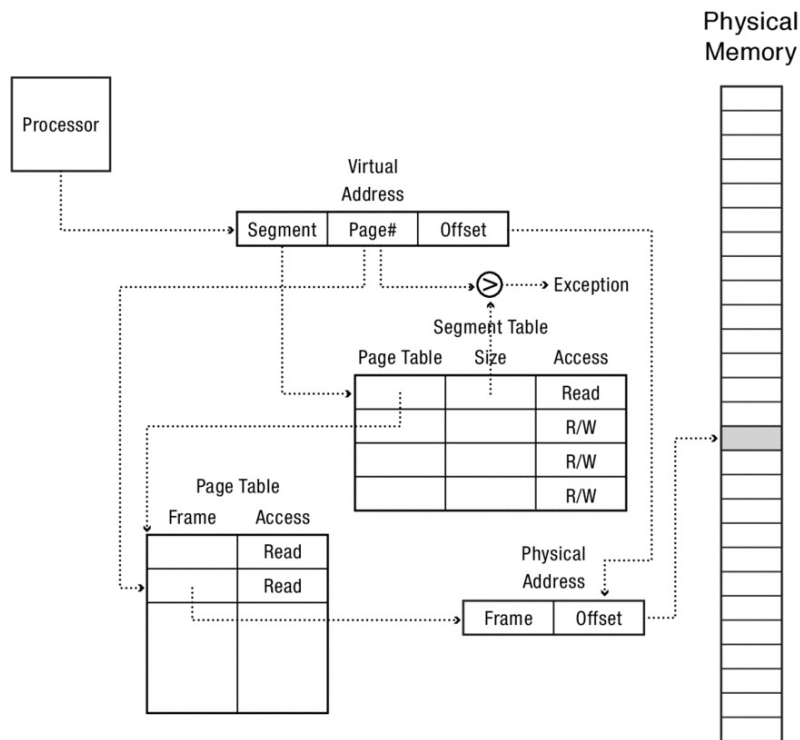 Physical
Memory
Processor
Virtual
Address
Segment Page# Offset
> Exception
Segment Table
Page Table Size Access
Read
R/W
R/W
R/W
Page Table
Frame Access
Read
Read
Physical
Address
Frame Offset